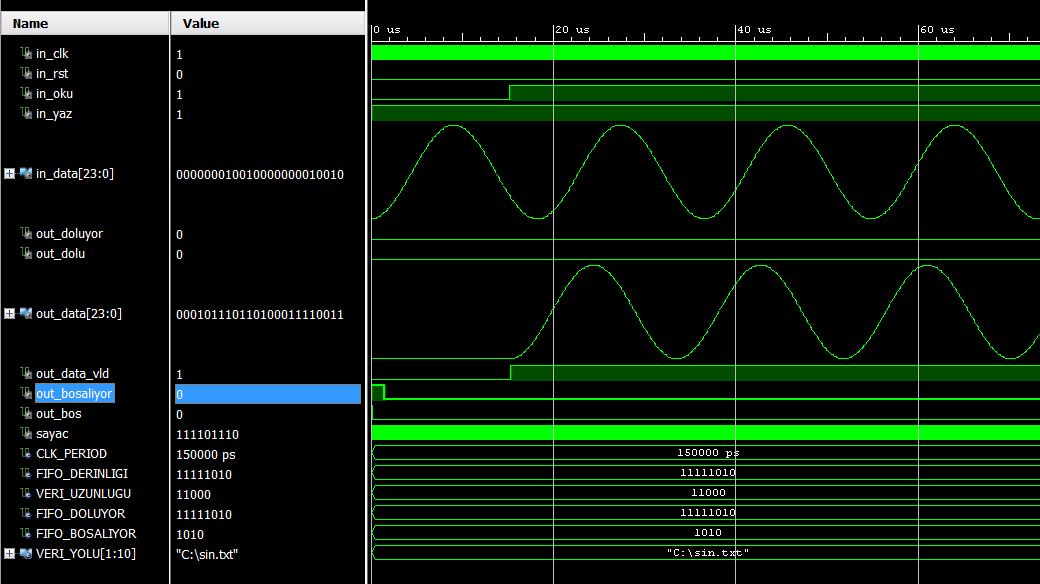 Name Value
0 us 20 us 40 us 60 us
in_clk 1
in_rst 0
in_oku 1
in_yaz 1
in_data[23:0] 000000010010000000010010
out_doluyor 0
out_dolu 0
out_data[23:0] 000101110110100011110011
out_data_vld 1
out_bosaliyor 0
out_bos 0
sayac 111101110
CLK_PERIOD 150000 ps 150000 ps
FIFO_DERINLIGI 11111010 11111010
VERI_UZUNLUGU 11000 11000
FIFO_DOLUYOR 11111010 11111010
FIFO_BOSALIYOR 1010 1010
VERI_YOLU[1:10] "C:\sin.txt" "C:\sin.txt"